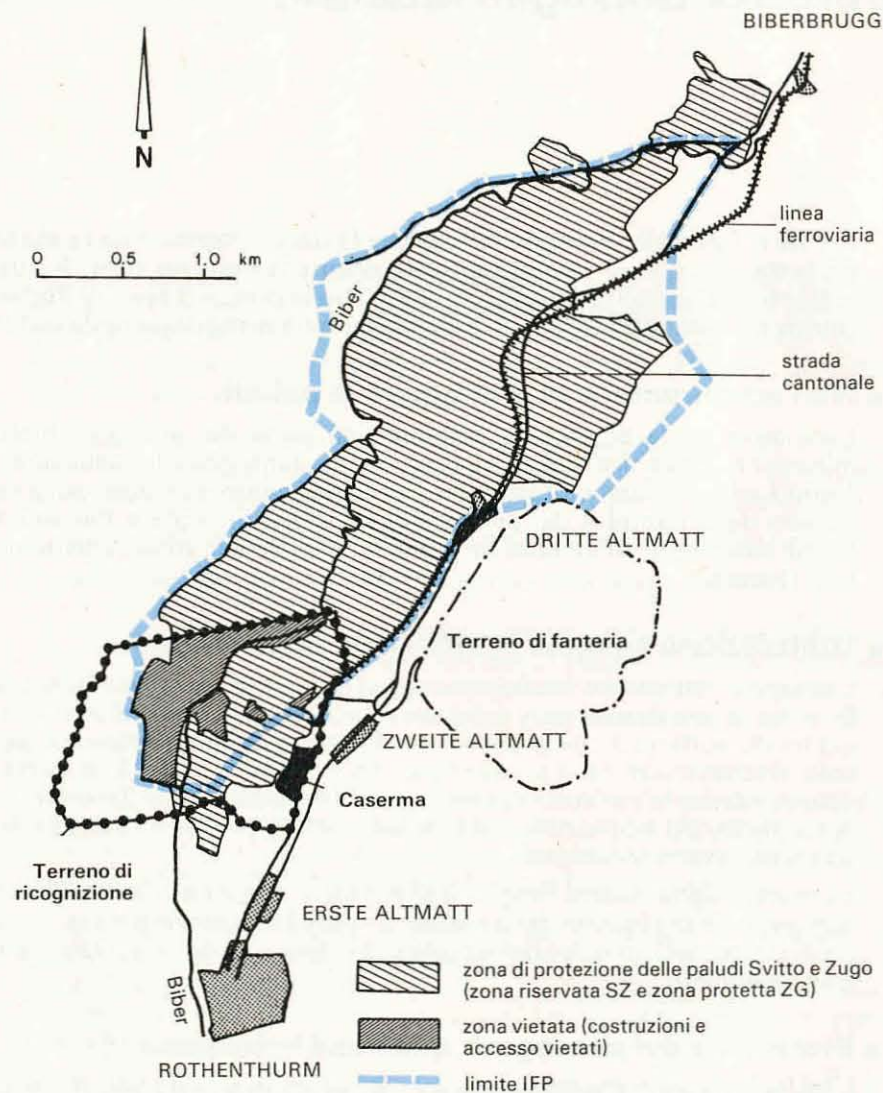 BIBERBRUGG
N
linea
ferroviaria
0 0.5 1.0 km
Biber
strada
cantonale
DRITTE ALTMATT
Terreno di fanteria
ZWEITE ALTMATT
Caserma
Terreno di
ricognizione
ERSTE ALTMATT
Biber
ROTHENTHURM
zona di protezione delle paludi Svitto e Zugo
(zona riservata SZ e zona protetta ZG)
zona vietata (costruzioni e
accesso vietati)
limite IFP